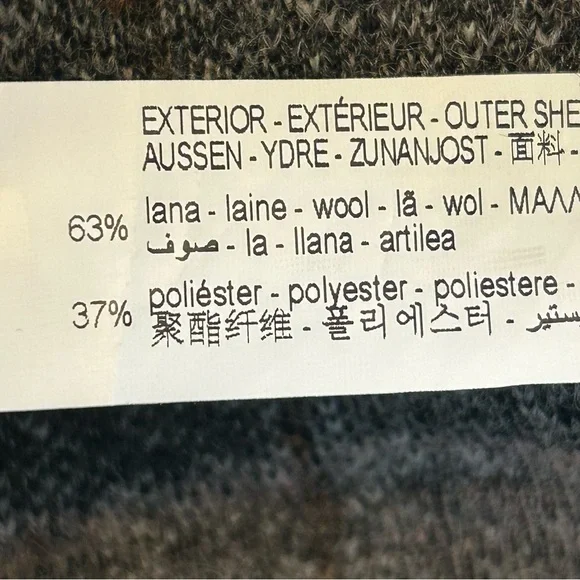 EXTERIOR - EXTÉRIEUR - OUTER SHE
AUSSEN - YDRE - ZUNANJOST - 面料 -
63% lana - laine - wool - lã - wol - ΜΑΛΛ
صوف - la - llana - artilea
37% poliéster - polyester - poliestere -
聚酯纤维 - 폴리에스터 -